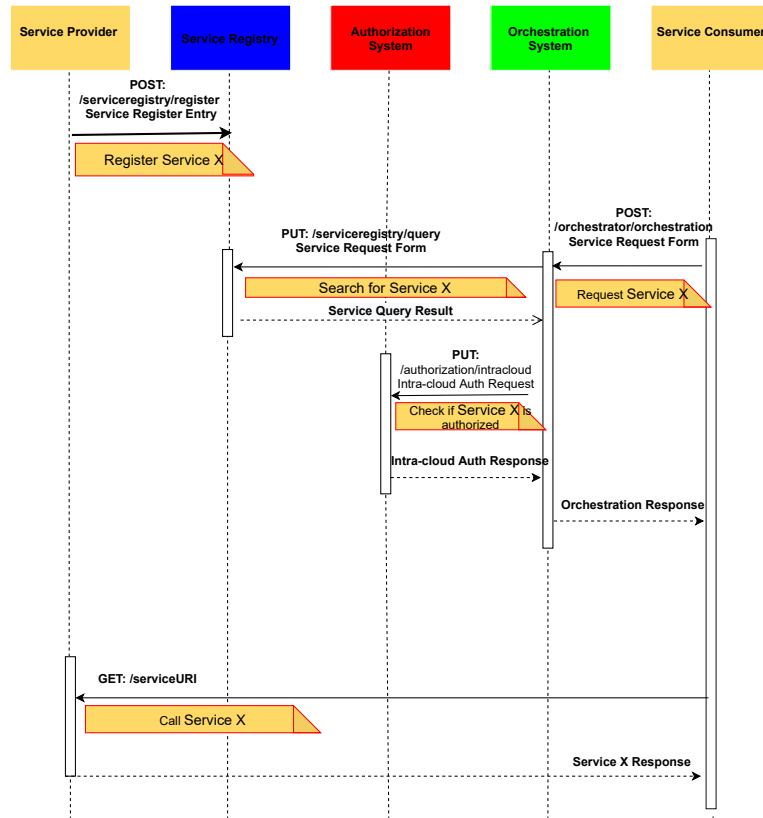 Service Provider
Service Registry
Authorization
System
Orchestration
System
Service Consumer
POST:
/serviceregistry/register
Service Register Entry
Register Service X
POST:
/orchestrator/orchestration
Service Request Form
PUT: /serviceregistry/query
Service Request Form
Search for Service X
Request Service X
Service Query Result
PUT:
/authorization/intracloud
Intra-cloud Auth Request
Check if Service X is
authorized
Intra-cloud Auth Response
Orchestration Response
GET: /serviceURI
Call Service X
Service X Response